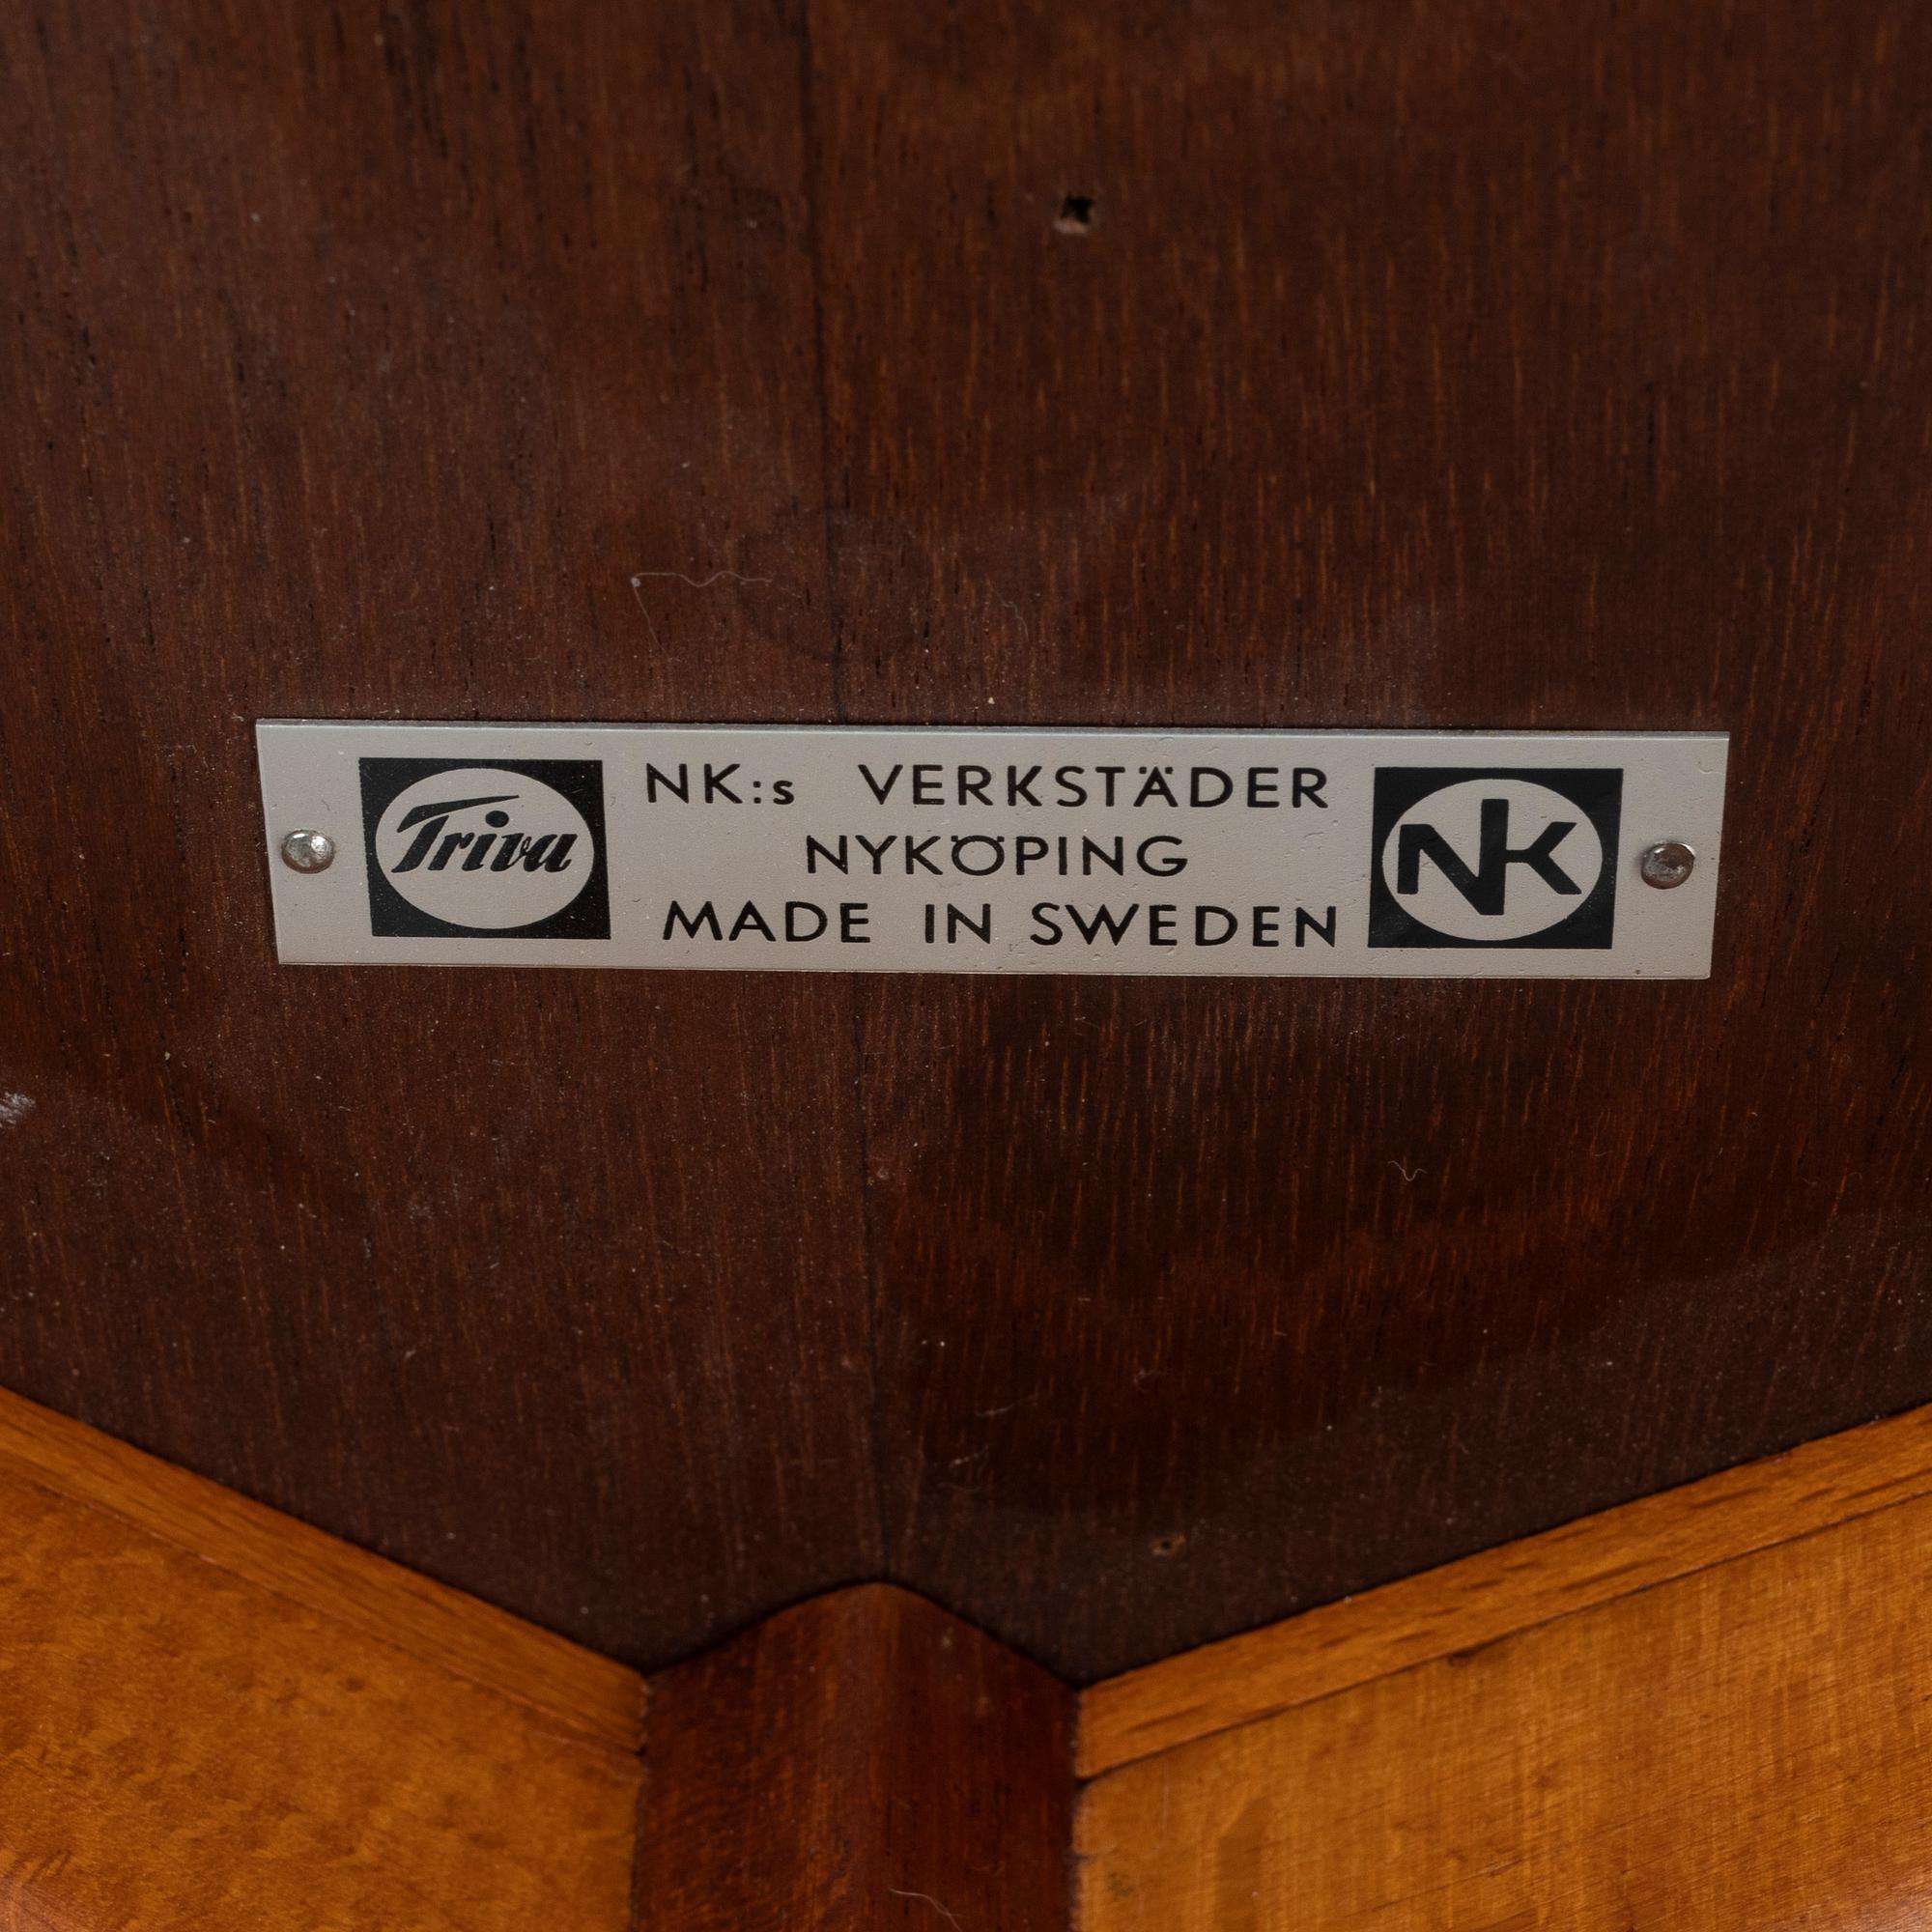 Triva
NK:s VERKSTÄDER
NYKÖPING
MADE IN SWEDEN
NK